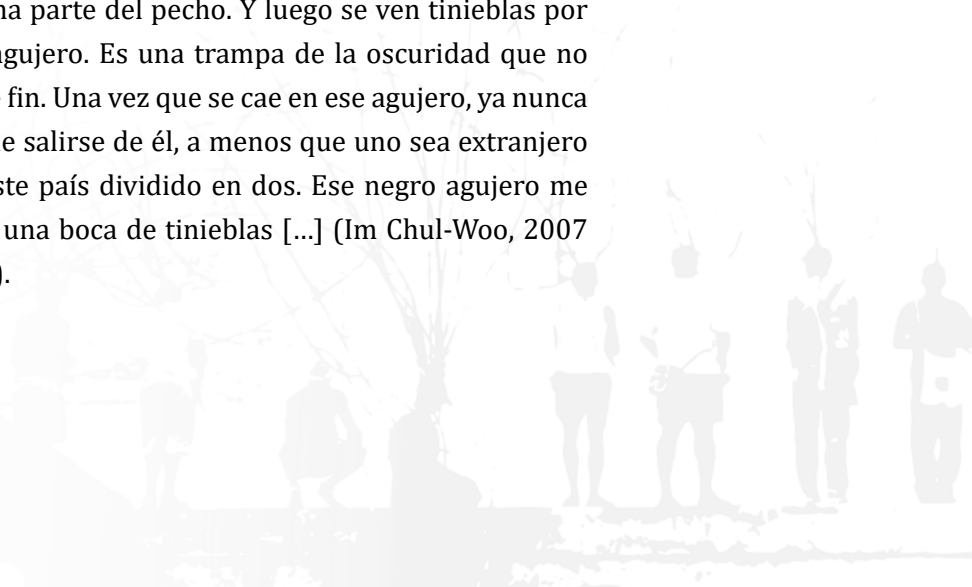 na parte del pecho. Y luego se ven tinieblas por
agujero. Es una trampa de la oscuridad que no
fin. Una vez que se cae en ese agujero, ya nunca
e salirse de él, a menos que uno sea extranjero
ste país dividido en dos. Ese negro agujero me
una boca de tinieblas [...] (Im Chul-Woo, 2007
).